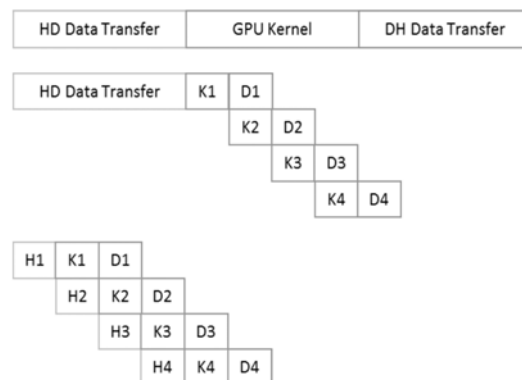 HD Data Transfer GPU Kernel DH Data Transfer
HD Data Transfer K1 D1
K2 D2
K3 D3
K4 D4
H1 K1 D1
H2 K2 D2
H3 K3 D3
H4 K4 D4